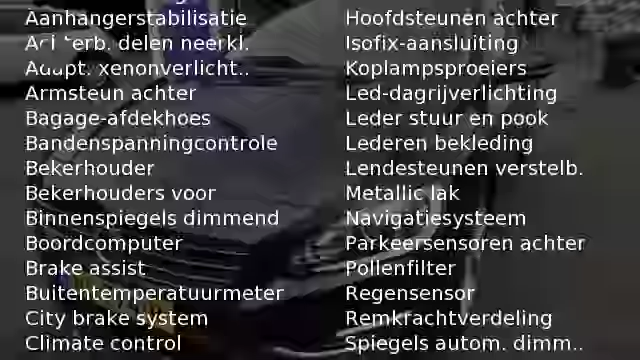 Aanhangerstabilisatie
delen neerkl.
Adapt. xenonverlicht..
Armsteun achter
Bagage-afdekhoes
Bandenspanningcontrole
Bekerhouder
Bekerhouders voor
Binnenspiegels dimmend
Boordcomputer
Brake assist
Buitentemperatuurmeter
City brake system
Climate control
Hoofdsteunen achter
Isofix-aansluiting
Koplampsproeiers
Led-dagrijverlichting
Leder stuur en pook
Lederen bekleding
Lendesteunen verstelb.
Metallic lak
Navigatiesysteem
Parkeersensoren achter
Pollenfilter
Regensensor
Remkrachtverdeling
Spiegels autom. dimm..